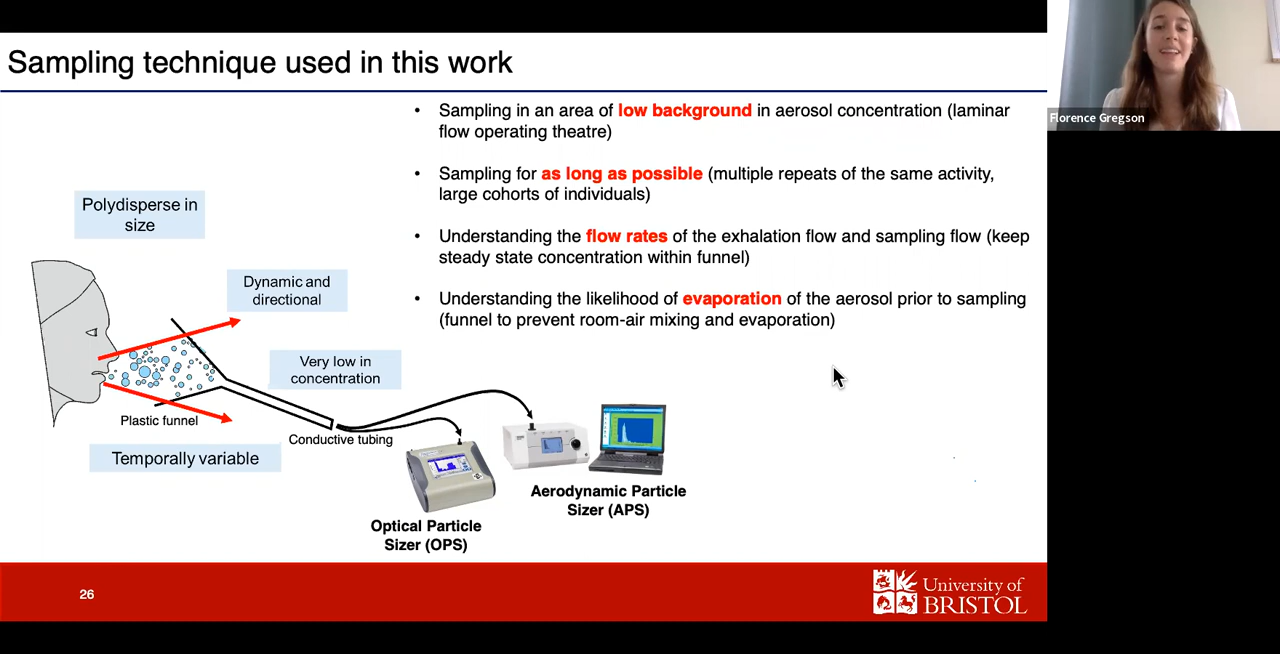 Sampling technique used in this work
• Sampling in an area of low background in aerosol concentration (laminar
flow operating theatre)
• Sampling for as long as possible (multiple repeats of the same activity,
large cohorts of individuals)
• Understanding the flow rates of the exhalation flow and sampling flow (keep
steady state concentration within funnel)
• Understanding the likelihood of evaporation of the aerosol prior to sampling
(funnel to prevent room-air mixing and evaporation)
Polydisperse in
size
Dynamic and
directional
Very low in
concentration
Plastic funnel
Conductive tubing
Temporally variable
Aerodynamic Particle
Sizer (APS)
Optical Particle
Sizer (OPS)
26
University of
BRISTOL
Florence Gregson